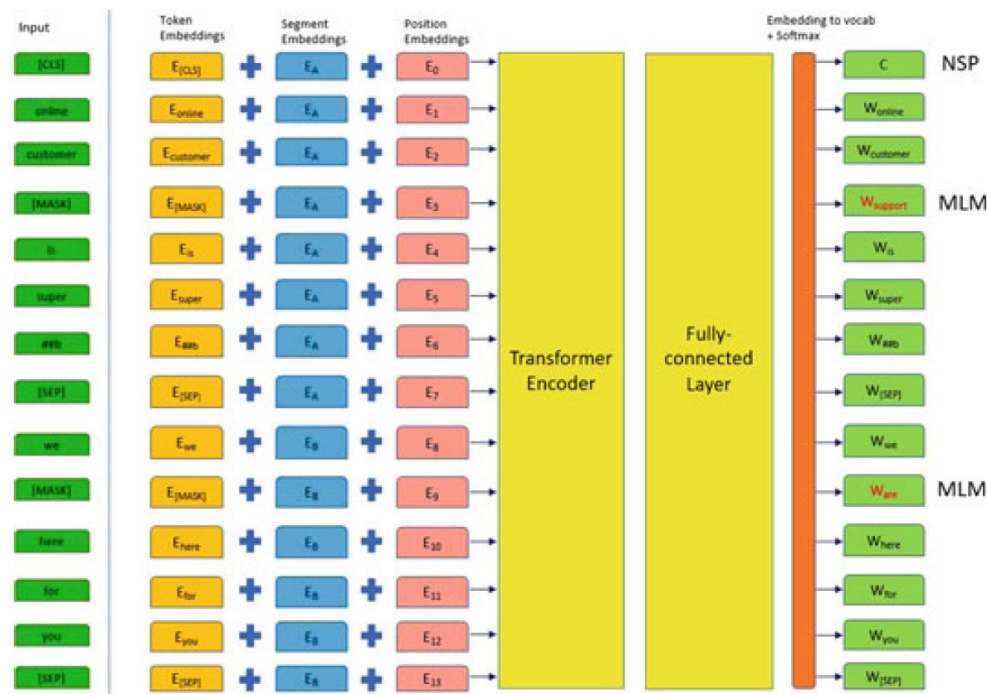 Input
Token
Embeddings
Segment
Embeddings
Position
Embeddings
Embedding to vocab
+ Softmax
[CLS] E[CLS] EA E0 C NSP
online Eonline EA E1 Wonline
customer Ecustomer EA E2 Wcustomer
[MASK] E[MASK] EA E3 Wsupport MLM
is Eis EA E4 Wis
super Esuper EA E5 Wsuper
##b E##b EA E6 W##b
[SEP] E[SEP] EA E7 W[SEP]
we Ewe EB E8 Wwe
[MASK] E[MASK] EB E9 Ware MLM
here Ehere EB E10 Where
for Efor EB E11 Wfor
you Eyou EB E12 Wyou
[SEP] E[SEP] EB E13 W[SEP]
Transformer
Encoder
Fully-
connected
Layer